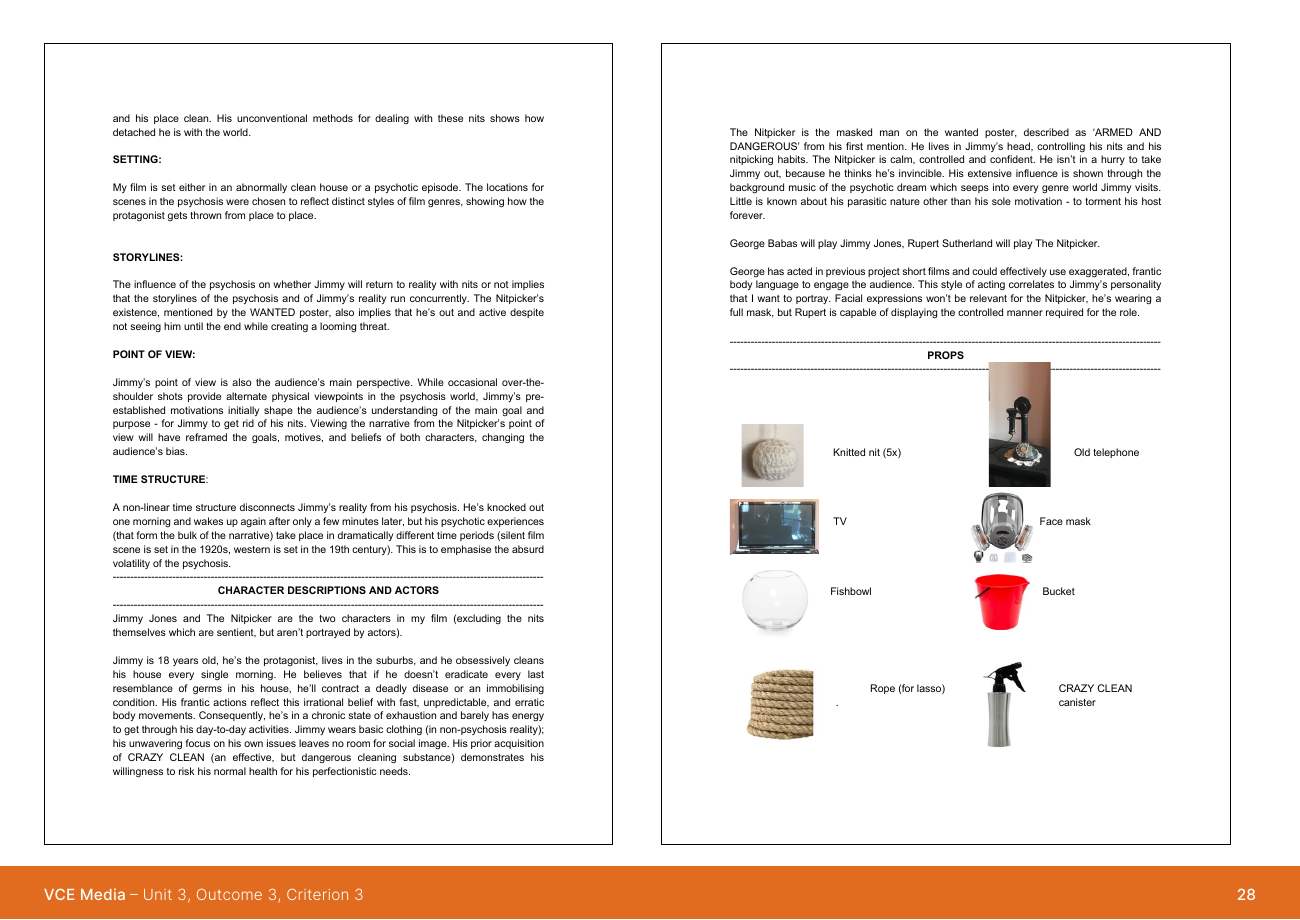 and his place clean. His unconventional methods for dealing with these nits shows how
detached he is with the world.
SETTING:
My film is set either in an abnormally clean house or a psychotic episode. The locations for
scenes in the psychosis were chosen to reflect distinct styles of film genres, showing how the
protagonist gets thrown from place to place.
STORYLINES:
The influence of the psychosis on whether Jimmy will return to reality with nits or not implies
that the storylines of the psychosis and of Jimmy's reality run concurrently. The Nitpicker's
existence, mentioned by the WANTED poster, also implies that he's out and active despite
not seeing him until the end while creating a looming threat.
POINT OF VIEW:
Jimmy's point of view is also the audience's main perspective. While occasional over-the-
shoulder shots provide alternate physical viewpoints in the psychosis world, Jimmy's pre-
established motivations initially shape the audience's understanding of the main goal and
purpose - for Jimmy to get rid of his nits. Viewing the narrative from the Nitpicker's point of
view will have reframed the goals, motives, and beliefs of both characters, changing the
audience's bias.
TIME STRUCTURE:
A non-linear time structure disconnects Jimmy's reality from his psychosis. He's knocked out
one morning and wakes up again after only a few minutes later, but his psychotic experiences
(that form the bulk of the narrative) take place in dramatically different time periods (silent film
scene is set in the 1920s, western is set in the 19th century). This is to emphasise the absurd
volatility of the psychosis.
CHARACTER DESCRIPTIONS AND ACTORS
Jimmy Jones and The Nitpicker are the two characters in my film (excluding the nits
themselves which are sentient, but aren't portrayed by actors).
Jimmy is 18 years old, he's the protagonist, lives in the suburbs, and he obsessively cleans
his house every single morning. He believes that if he doesn't eradicate every last
resemblance of germs in his house, he'll contract a deadly disease or an immobilising
condition. His frantic actions reflect this irrational belief with fast, unpredictable, and erratic
body movements. Consequently, he's in a chronic state of exhaustion and barely has energy
to get through his day-to-day activities. Jimmy wears basic clothing (in non-psychosis reality);
his unwavering focus on his own issues leaves no room for social image. His prior acquisition
of CRAZY CLEAN (an effective, but dangerous cleaning substance) demonstrates his
willingness to risk his normal health for his perfectionistic needs.
The Nitpicker is the masked man on the wanted poster, described as 'ARMED AND
DANGEROUS' from his first mention. He lives in Jimmy's head, controlling his nits and his
nitpicking habits. The Nitpicker is calm, controlled and confident. He isn't in a hurry to take
Jimmy out, because he thinks he's invincible. His extensive influence is shown through the
background music of the psychotic dream which seeps into every genre world Jimmy visits.
Little is known about his parasitic nature other than his sole motivation - to torment his host
forever.
George Babas will play Jimmy Jones, Rupert Sutherland will play The Nitpicker.
George has acted in previous project short films and could effectively use exaggerated, frantic
body language to engage the audience. This style of acting correlates to Jimmy's personality
that I want to portray. Facial expressions won't be relevant for the Nitpicker, he's wearing a
full mask, but Rupert is capable of displaying the controlled manner required for the role.
PROPS
Knitted nit (5x)
Old telephone
TV
Face mask
Fishbowl
Bucket
Rope (for lasso)
.
CRAZY CLEAN
canister
VCE Media – Unit 3, Outcome 3, Criterion 3
28